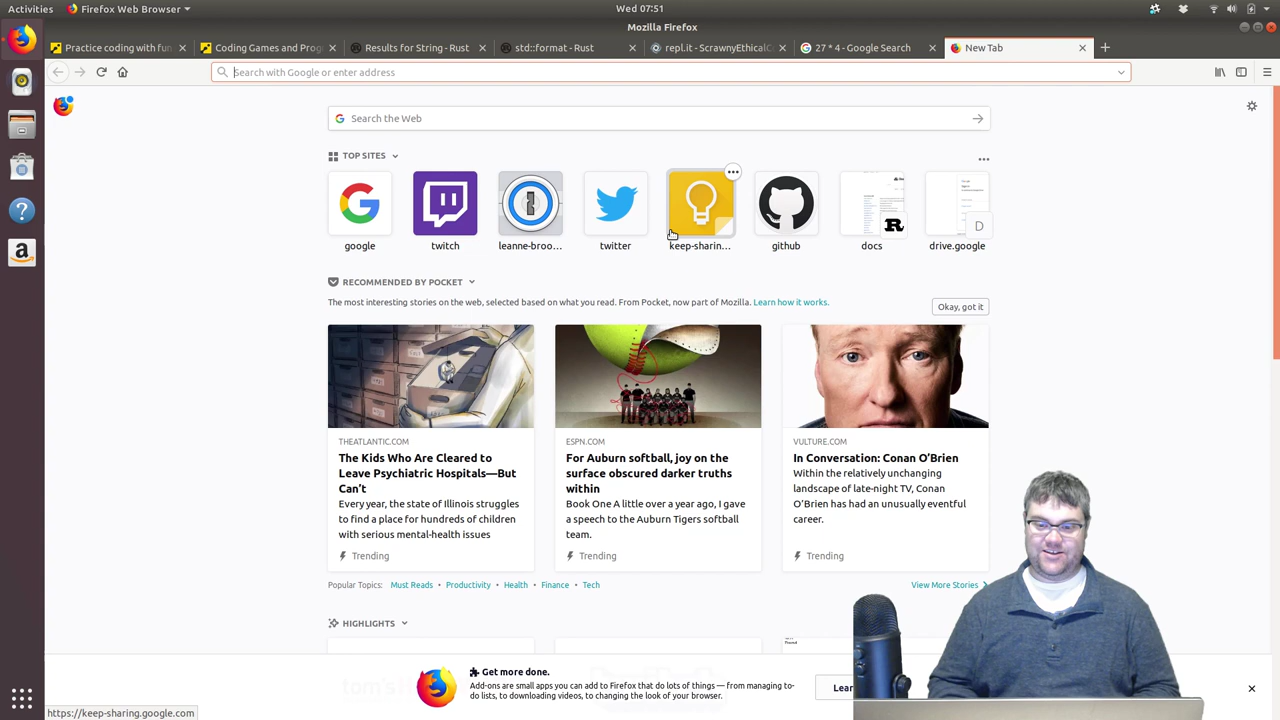 Activities Firefox Web Browser Wed 07:51
Mozilla Firefox
Practice coding with fun
Coding Games and Prog
Results for String - Rust
std::format - Rust
repl.it - ScrawnyEthicalC
27 * 4 - Google Search
New Tab
Search with Google or enter address
Search the Web
TOP SITES
google
twitch
leanne-broo...
twitter
keep-sharin...
github
docs
D
drive.google
RECOMMENDED BY POCKET
The most interesting stories on the web, selected based on what you read. From Pocket, now part of Mozilla. Learn how it works.
Okay, got it
THEATLANTIC.COM
The Kids Who Are Cleared to
Leave Psychiatric Hospitals—But
Can't
Every year, the state of Illinois struggles
to find a place for hundreds of children
with serious mental-health issues
Trending
ESPN.COM
For Auburn softball, joy on the
surface obscured darker truths
within
Book One A little over a year ago, I gave
a speech to the Auburn Tigers softball
team.
Trending
VULTURE.COM
In Conversation: Conan O'Brien
Within the relatively unchanging
landscape of late-night TV, Conan
O'Brien has had an unusually eventful
career.
Trending
Popular Topics: Must Reads • Productivity • Health • Finance • Tech
View More Stories
HIGHLIGHTS
Get more done.
Add-ons are small apps you can add to Firefox that do lots of things — from managing to-
do lists, to downloading videos, to changing the look of your browser.
Lear
https://keep-sharing.google.com